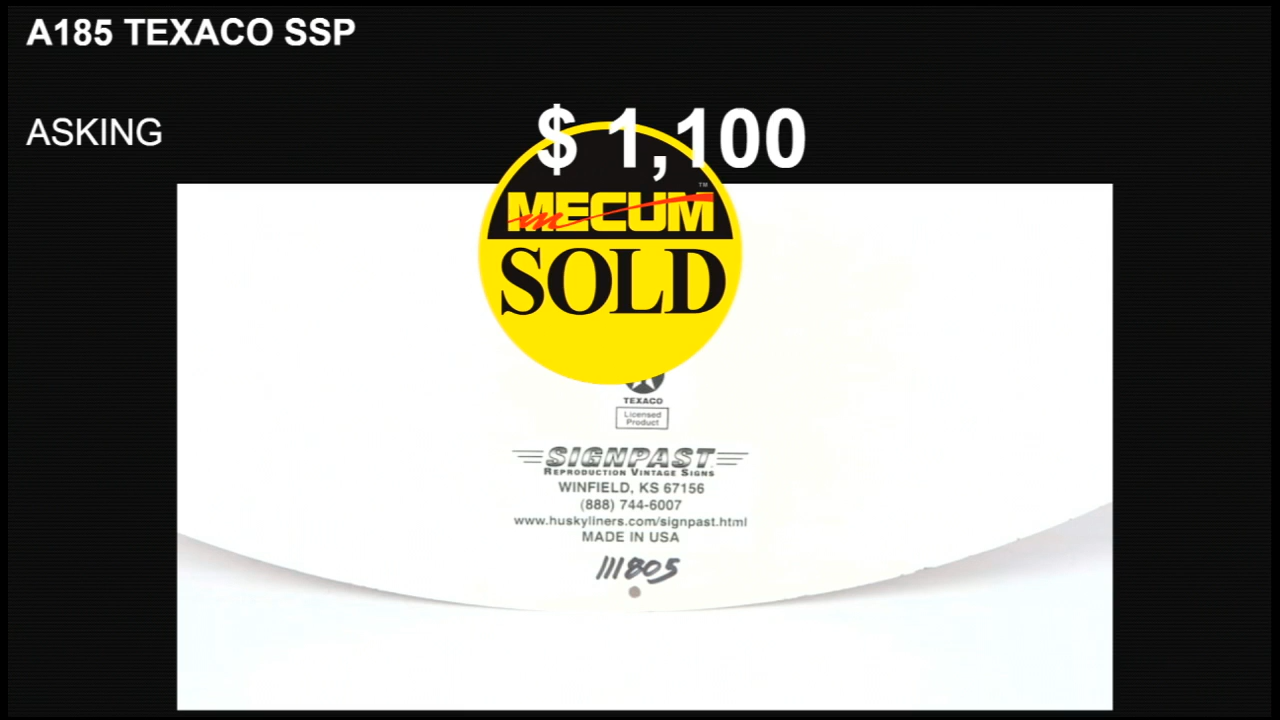 A185 TEXACO SSP
ASKING
$ 1,100
TM
MECUM
SOLD
TEXACO
Licensed
Product
SIGNPAST
REPRODUCTION VINTAGE SIGNS
WINFIELD, KS 67156
(888) 744-6007
www.huskyliners.com/signpast.html
MADE IN USA
111805